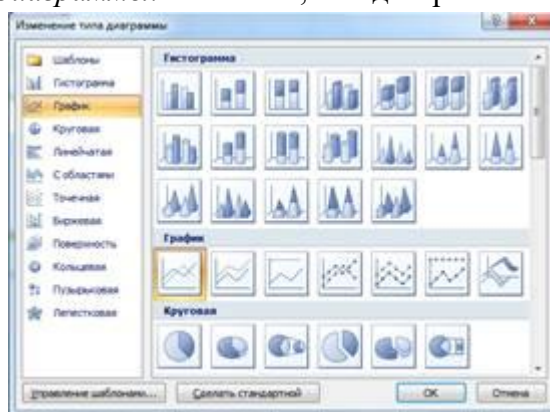 Изменение типа диаграммы
Шаблоны
Гистограмма
График
Круговая
Линейчатая
С областями
Точечная
Биржевая
Поверхность
Кольцевая
Пузырьковая
Лепестковая
Гистограмма
График
Круговая
Управление шаблонами...
Сделать стандартной
ОК
Отмена